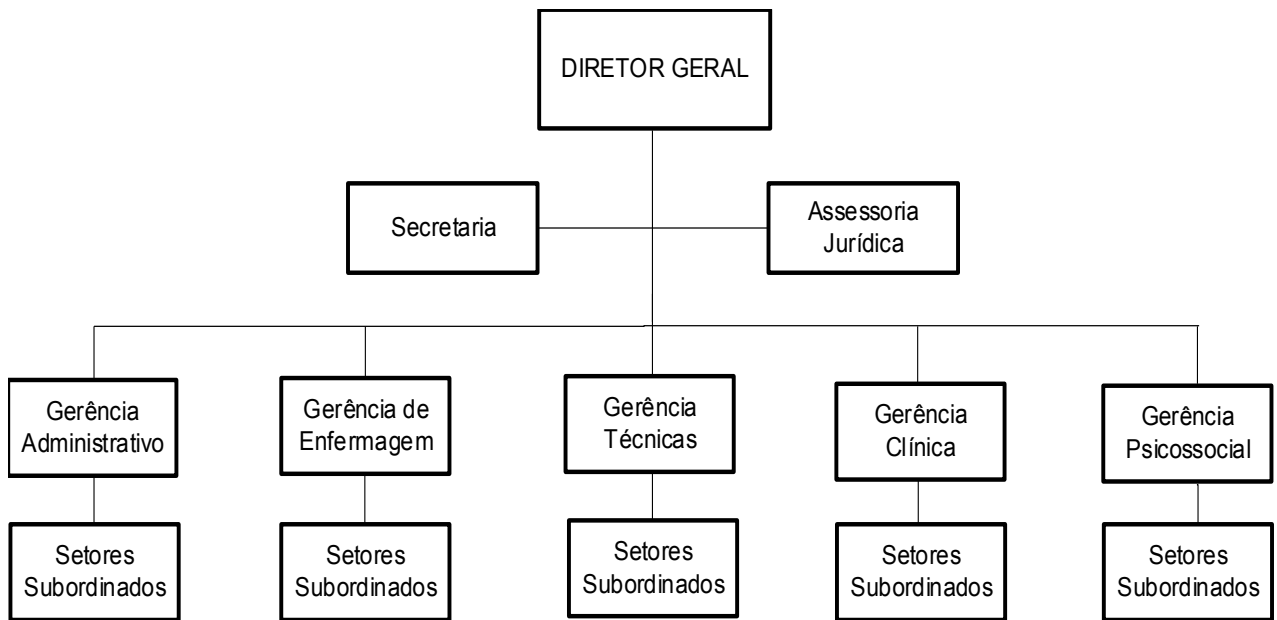 DIRETOR GERAL
Secretaria
Assessoria
Jurídica
Gerência
Administrativo
Gerência de
Enfermagem
Gerência
Técnicas
Gerência
Clínica
Gerência
Psicossocial
Setores
Subordinados
Setores
Subordinados
Setores
Subordinados
Setores
Subordinados
Setores
Subordinados